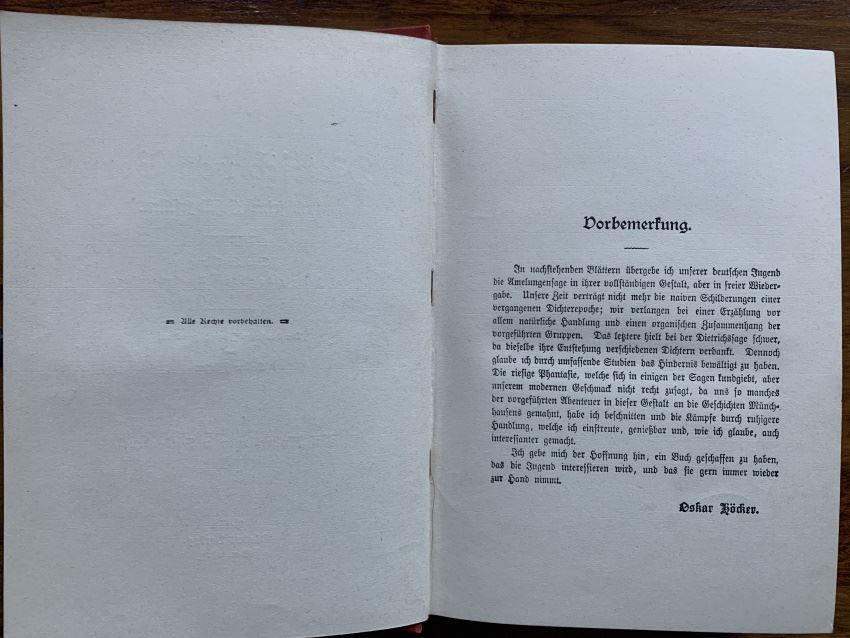 Alle Rechte vorbehalten.
Vorbemerkung.
In nachstehenden Blättern übergebe ich unserer deutschen Jugend
die Amelungensage in ihrer vollständigen Gestalt, aber in freier Wieder-
gabe. Unsere Zeit verträgt nicht mehr die naiven Schilderungen einer
vergangenen Dichterepoche; wir verlangen bei einer Erzählung vor
allem natürliche Handlung und einen organischen Zusammenhang der
vorgeführten Gruppen. Das letztere hielt bei der Dietrichsage schwer,
da dieselbe ihre Entstehung verschiedenen Dichtern verdankt. Dennoch
glaube ich durch umfassende Studien das Hindernis bewältigt zu haben.
Die riesige Phantasie, welche sich in einigen der Sagen kundgiebt, aber
unserem modernen Geschmack nicht recht zusagt, da uns so manches
der vorgeführten Abenteuer in dieser Gestalt an die Geschichten Münch-
hausens gemahnt, habe ich beschnitten und die Kämpfe durch ruhigere
Handlung, welche ich einstreute, genießbar und, wie ich glaube, auch
interessanter gemacht.
Ich gebe mich der Hoffnung hin, ein Buch geschaffen zu haben,
das die Jugend interessieren wird, und das sie gern immer wieder
zur Hand nimmt.
Oskar Höcker.